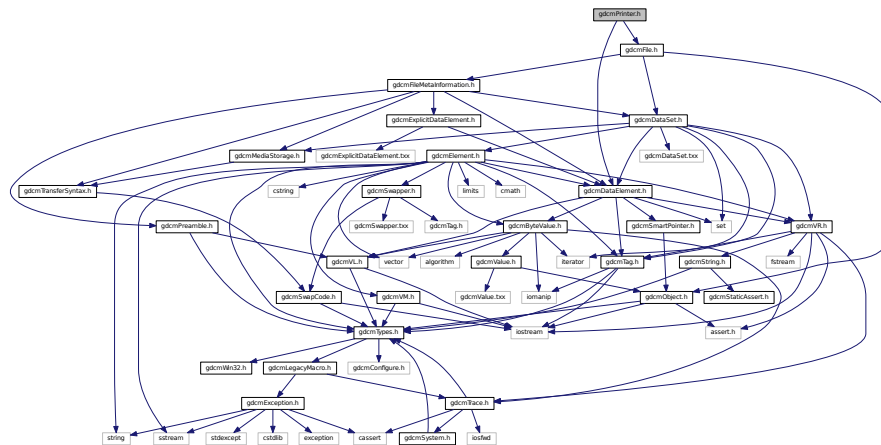 gdcmPrinter.h
gdcmFile.h
gdcmFileMetaInformation.h
gdcmExplicitDataElement.h
gdcmDataSet.h
gdcmMediaStorage.h
gdcmExplicitDataElement.txx
gdcmElement.h
gdcmDataSet.txx
gdcmTransferSyntax.h
cstring
gdcmSwapper.h
limits
cmath
gdcmDataElement.h
gdcmPreamble.h
gdcmSwapper.txx
gdcmTag.h
gdcmByteValue.h
gdcmSmartPointer.h
set
gdcmVR.h
gdcmVL.h
vector
algorithm
gdcmValue.h
iterator
gdcmTag.h
gdcmString.h
fstream
gdcmSwapCode.h
gdcmVM.h
gdcmValue.txx
iomanip
gdcmObject.h
gdcmStaticAssert.h
gdcmTypes.h
iostream
assert.h
gdcmWin32.h
gdcmLegacyMacro.h
gdcmConfigure.h
gdcmException.h
gdcmTrace.h
string
sstream
stdexcept
cstdlib
exception
cassert
gdcmSystem.h
iosfwd